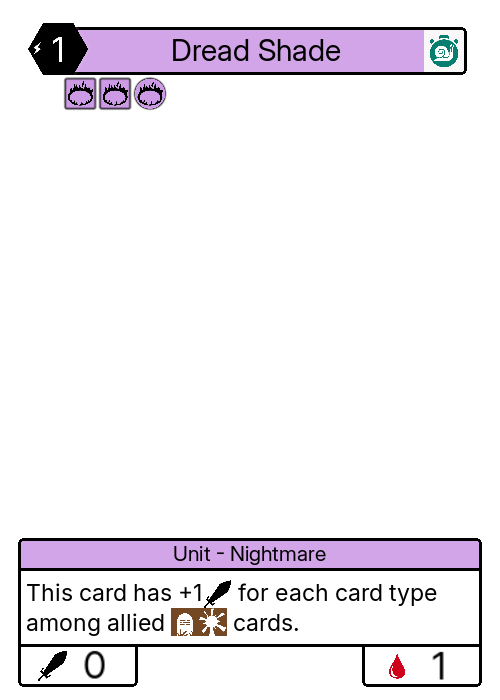 1
Dread Shade
Unit - Nightmare
This card has +1 for each card type
among allied cards.
0
1